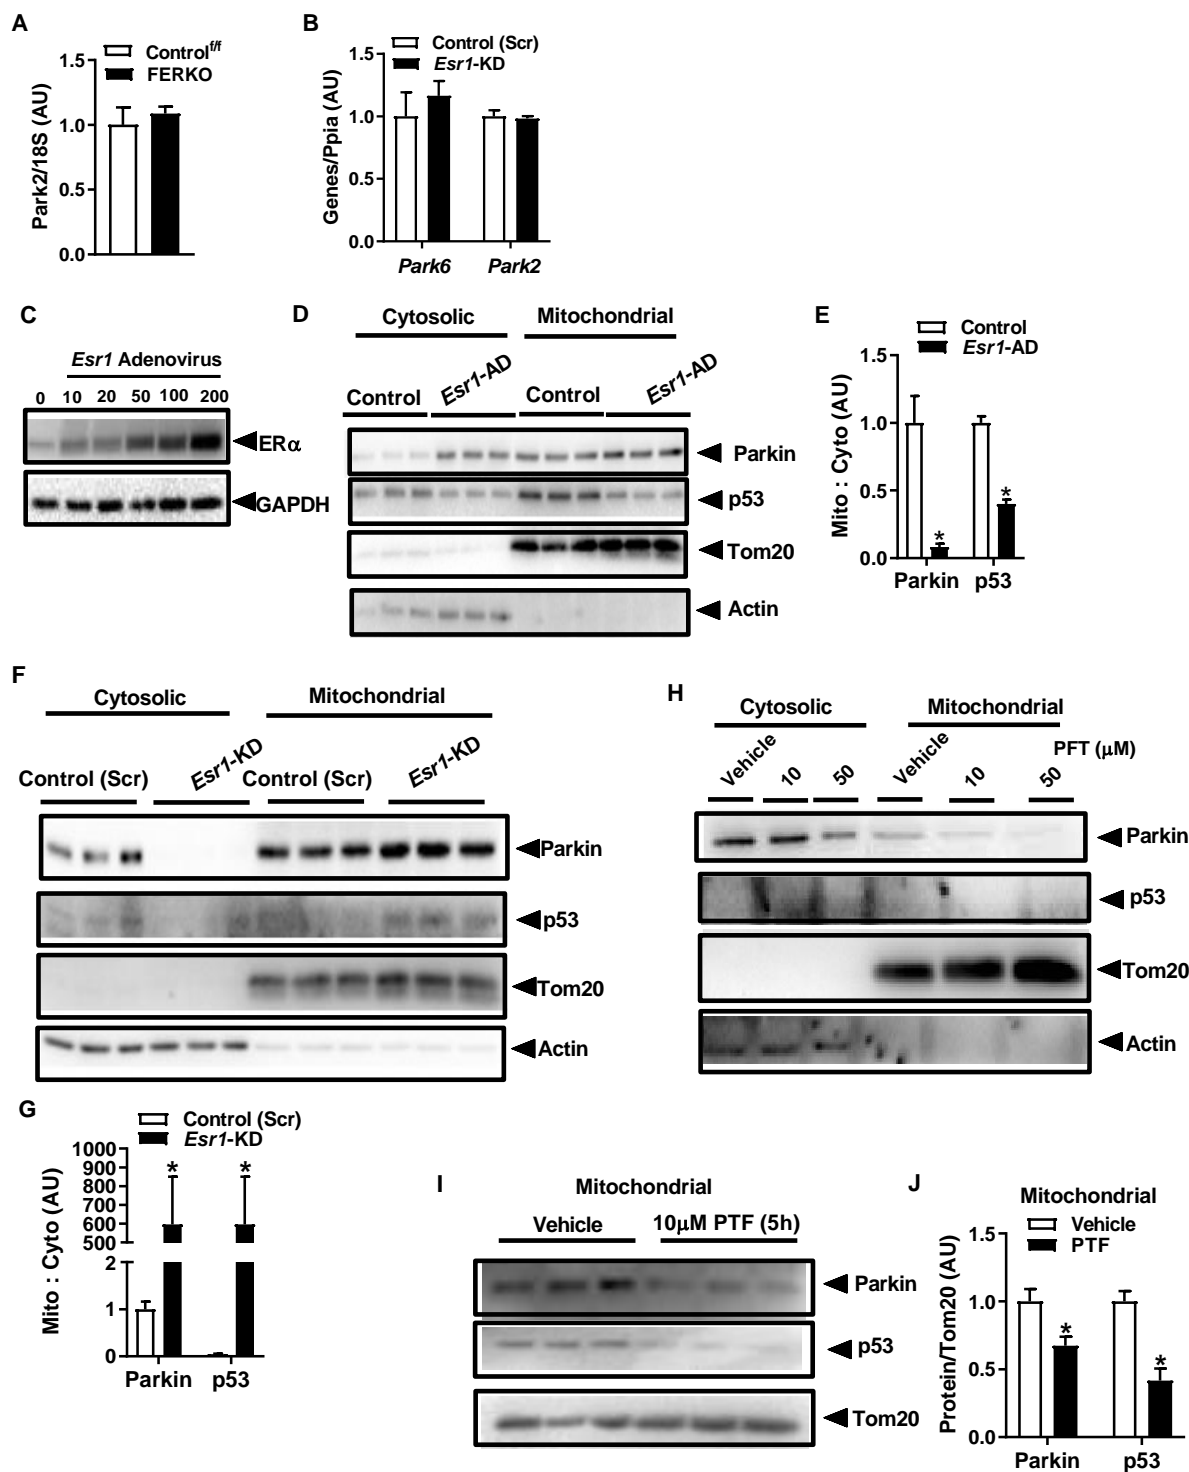 A
Control^f/f
FERKO
Park2/18S (AU)
1.5
1.0
0.5
0.0
B
Control (Scr)
Esr1-KD
Genes/Ppia (AU)
1.5
1.0
0.5
0.0
Park6 Park2
C
Esr1 Adenovirus
0 10 20 50 100 200
ERα
GAPDH
D
Cytosolic Mitochondrial
Control Esr1-AD Control Esr1-AD
Parkin
p53
Tom20
Actin
E
Control
Esr1-AD
Mito : Cyto (AU)
1.5
1.0
0.5
0.0
Parkin p53
F
Cytosolic Mitochondrial
Control (Scr) Esr1-KD Control (Scr) Esr1-KD
Parkin
p53
Tom20
Actin
G
Control (Scr)
Esr1-KD
Mito : Cyto (AU)
1000
900
800
700
600
500
2
1
0
* *
Parkin p53
H
Cytosolic Mitochondrial
Vehicle 10 50 Vehicle 10 50 PFT (μM)
Parkin
p53
Tom20
Actin
I
Mitochondrial
Vehicle 10μM PTF (5h)
Parkin
p53
Tom20
J
Mitochondrial
Vehicle
PTF
Protein/Tom20 (AU)
1.5
1.0
0.5
0.0
* *
Parkin p53